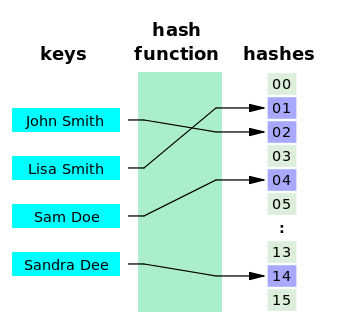 keys
hash
function
hashes
John Smith
Lisa Smith
Sam Doe
Sandra Dee
00
01
02
03
04
05
:
13
14
15